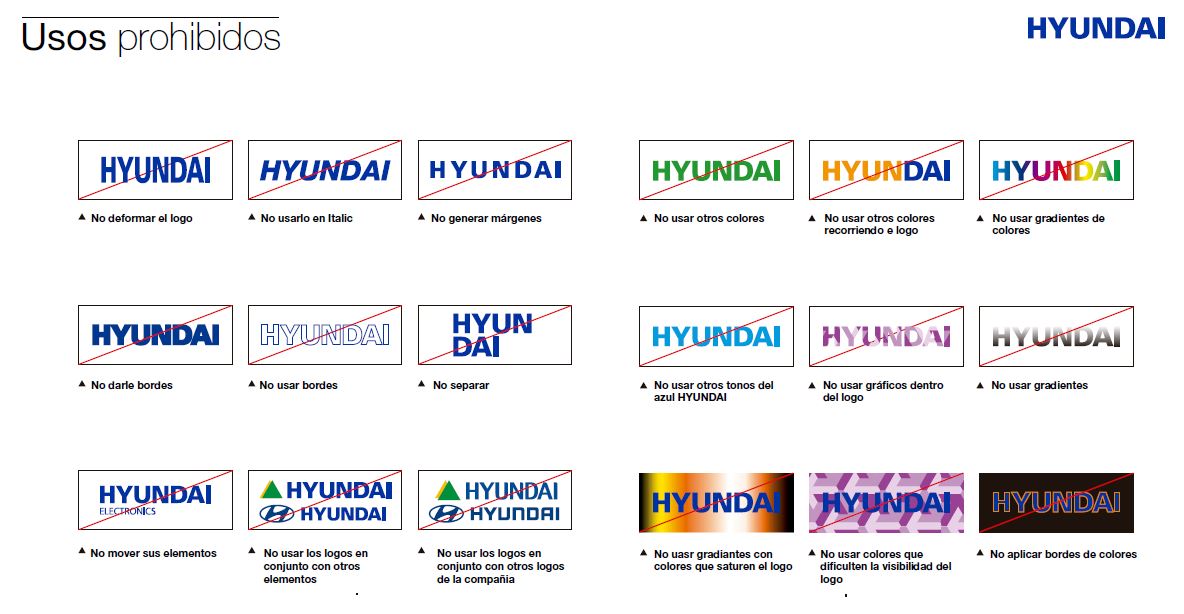 Usos prohibidos
HYUNDAI
HYUNDAI
HYUNDAI
HYUNDAI
HYUNDAI
HYUNDAI
HYUNDAI
No deformar el logo
No usarlo en Italic
No generar márgenes
No usar otros colores
No usar otros colores
recorriendo e logo
No usar gradientes de
colores
HYUNDAI
HYUNDAI
HYUN
DAI
HYUNDAI
HYUNDAI
HYUNDAI
No darle bordes
No usar bordes
No separar
No usar otros tonos del
azul HYUNDAI
No usar gráficos dentro
del logo
No usar gradientes
HYUNDAI
ELECTRONICS
HYUNDAI
HYUNDAI
HYUNDAI
HYUNDAI
HYUNDAI
HYUNDAI
HYUNDAI
No mover sus elementos
No usar los logos en
conjunto con otros
elementos
No usar los logos en
conjunto con otros logos
de la compañia
No uasr gradiantes con
colores que saturen el logo
No usar colores que
dificulten la visibilidad del
logo
No aplicar bordes de colores